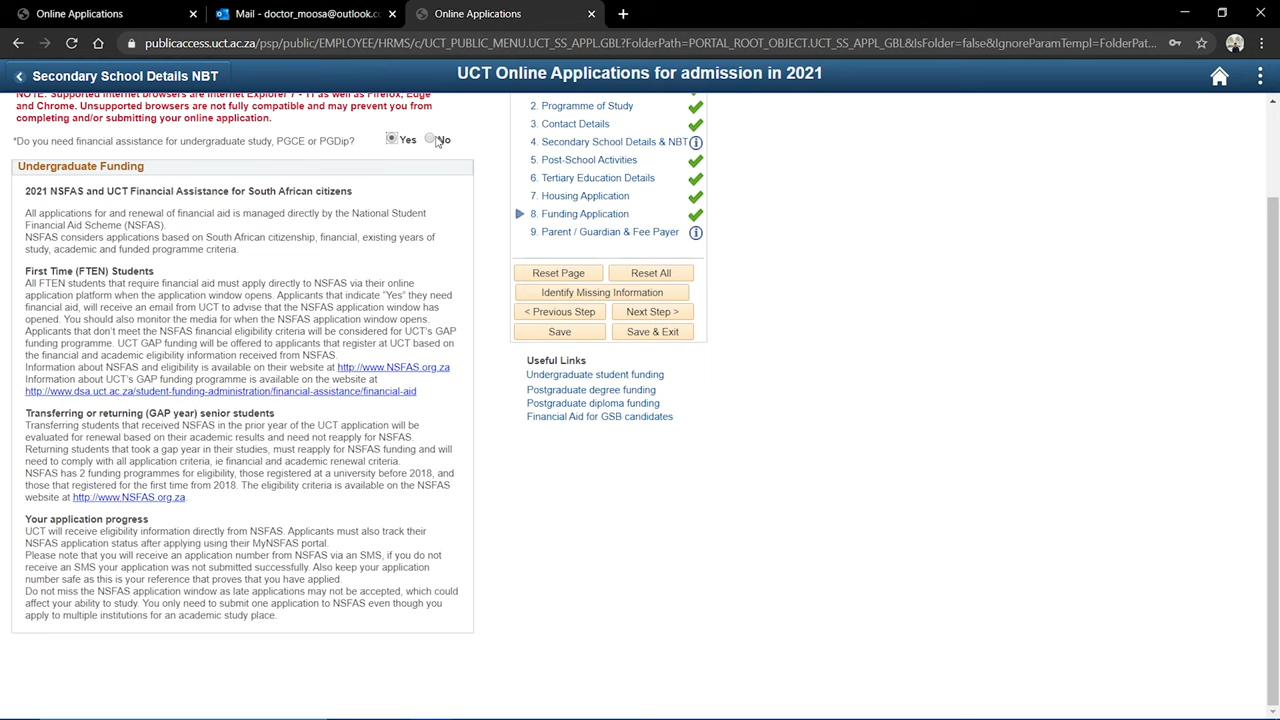 Online Applications
Mail - doctor_moosa@outlook.co
Online Applications
publicaccess.uct.ac.za/psp/public/EMPLOYEE/HRMS/c/UCT_PUBLIC_MENU.UCT_SS_APPL.GBL?FolderPath=PORTAL_ROOT_OBJECT.UCT_SS_APPL_GBL&IsFolder=false&IgnoreParamTempl=FolderPat...
Secondary School Details NBT
UCT Online Applications for admission in 2021
NOTE: Supported Internet browsers are Internet Explorer 7 - 11 as well as Firefox, Edge
and Chrome. Unsupported browsers are not fully compatible and may prevent you from
completing and/or submitting your online application.
*Do you need financial assistance for undergraduate study, PGCE or PGDip?
Yes
No
Undergraduate Funding
2021 NSFAS and UCT Financial Assistance for South African citizens
All applications for and renewal of financial aid is managed directly by the National Student
Financial Aid Scheme (NSFAS).
NSFAS considers applications based on South African citizenship, financial, existing years of
study, academic and funded programme criteria.
First Time (FTEN) Students
All FTEN students that require financial aid must apply directly to NSFAS via their online
application platform when the application window opens. Applicants that indicate “Yes” they need
financial aid, will receive an email from UCT to advise that the NSFAS application window has
opened. You should also monitor the media for when the NSFAS application window opens.
Applicants that don’t meet the NSFAS financial eligibility criteria will be considered for UCT’s GAP
funding programme. UCT GAP funding will be offered to applicants that register at UCT based on
the financial and academic eligibility information received from NSFAS.
Information about NSFAS and eligibility is available on their website at http://www.NSFAS.org.za
Information about UCT’s GAP funding programme is available on the website at
http://www.dsa.uct.ac.za/student-funding-administration/financial-assistance/financial-aid
Transferring or returning (GAP year) senior students
Transferring students that received NSFAS in the prior year of the UCT application will be
evaluated for renewal based on their academic results and need not reapply for NSFAS.
Returning students that took a gap year in their studies, must reapply for NSFAS funding and will
need to comply with all application criteria, ie financial and academic renewal criteria.
NSFAS has 2 funding programmes for eligibility, those registered at a university before 2018, and
those that registered for the first time from 2018. The eligibility criteria is available on the NSFAS
website at http://www.NSFAS.org.za.
Your application progress
UCT will receive eligibility information directly from NSFAS. Applicants must also track their
NSFAS application status after applying using their MyNSFAS portal.
Please note that you will receive an application number from NSFAS via an SMS, if you do not
receive an SMS your application was not submitted successfully. Also keep your application
number safe as this is your reference that proves that you have applied.
Do not miss the NSFAS application window as late applications may not be accepted, which could
affect your ability to study. You only need to submit one application to NSFAS even though you
apply to multiple institutions for an academic study place.
2. Programme of Study
3. Contact Details
4. Secondary School Details & NBT
5. Post-School Activities
6. Tertiary Education Details
7. Housing Application
8. Funding Application
9. Parent / Guardian & Fee Payer
Reset Page
Reset All
Identify Missing Information
< Previous Step
Next Step >
Save
Save & Exit
Useful Links
Undergraduate student funding
Postgraduate degree funding
Postgraduate diploma funding
Financial Aid for GSB candidates